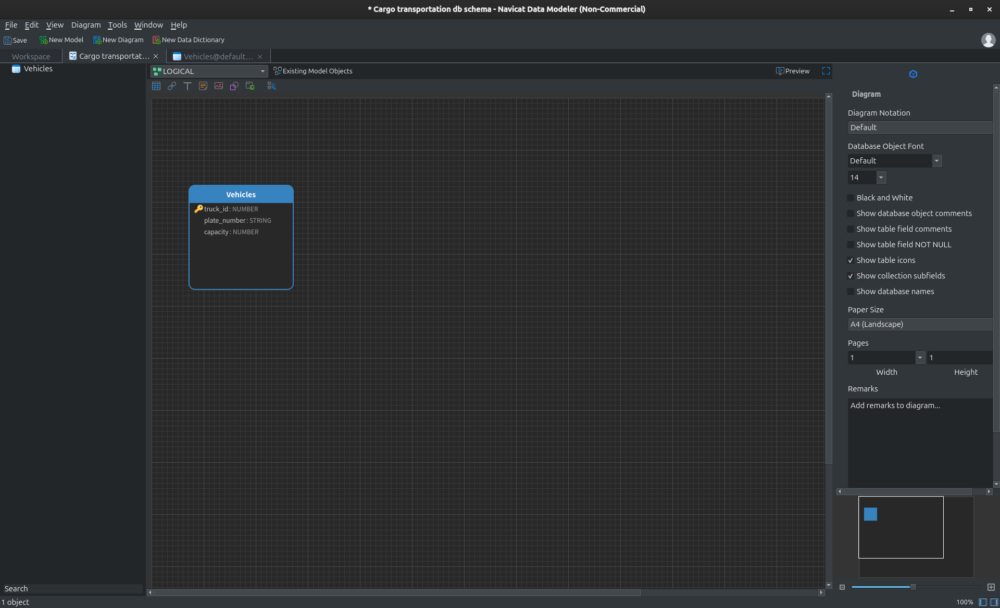 * Cargo transportation db schema - Navicat Data Modeler (Non-Commercial)
File Edit View Diagram Tools Window Help
Save New Model New Diagram New Data Dictionary
Workspace Cargo transportat... Vehicles@default...
Vehicles
LOGICAL Existing Model Objects Preview
Vehicles
truck_id : NUMBER
plate_number : STRING
capacity : NUMBER
Diagram
Diagram Notation
Default
Database Object Font
Default
14
Black and White
Show database object comments
Show table field comments
Show table field NOT NULL
Show table icons
Show collection subfields
Show database names
Paper Size
A4 (Landscape)
Pages
1 1
Width Height
Remarks
Add remarks to diagram...
Search
1 object
100%